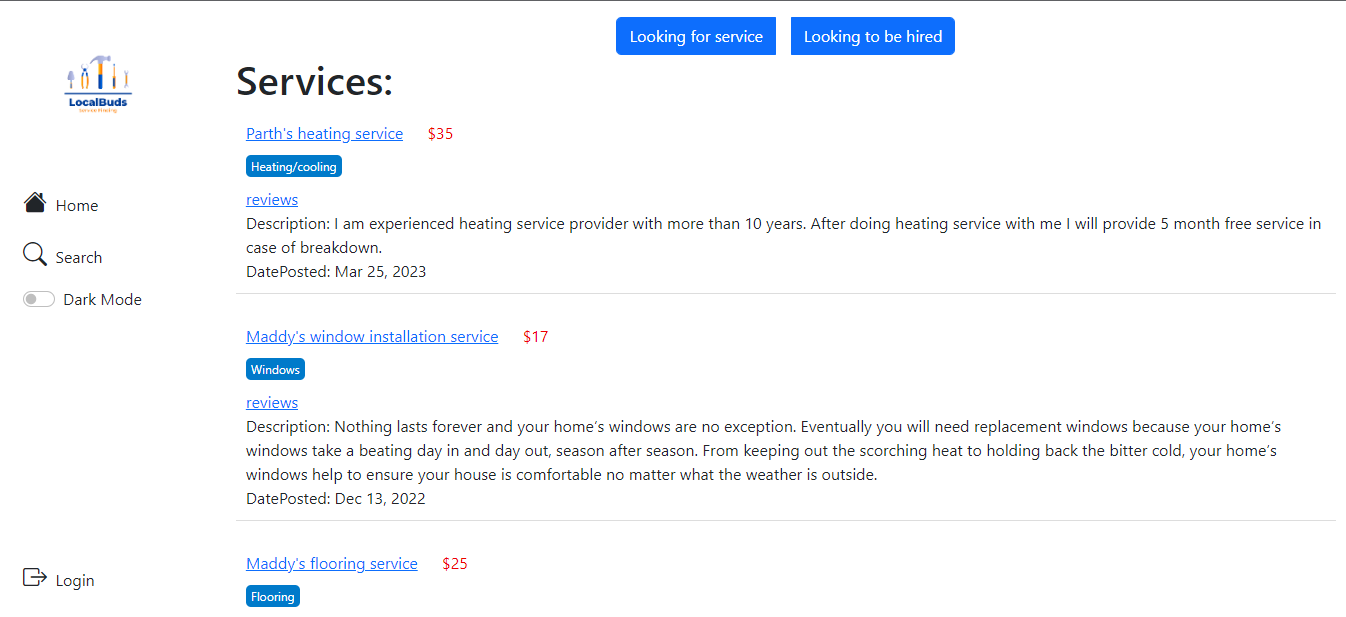 Looking for service
Looking to be hired
LocalBuds
Services:
Parth's heating service $35
Heating/cooling
reviews
Description: I am experienced heating service provider with more than 10 years. After doing heating service with me I will provide 5 month free service in
case of breakdown.
DatePosted: Mar 25, 2023
Home
Search
Dark Mode
Maddy's window installation service $17
Windows
reviews
Description: Nothing lasts forever and your home’s windows are no exception. Eventually you will need replacement windows because your home’s
windows take a beating day in and day out, season after season. From keeping out the scorching heat to holding back the bitter cold, your home’s
windows help to ensure your house is comfortable no matter what the weather is outside.
DatePosted: Dec 13, 2022
Maddy's flooring service $25
Flooring
Login